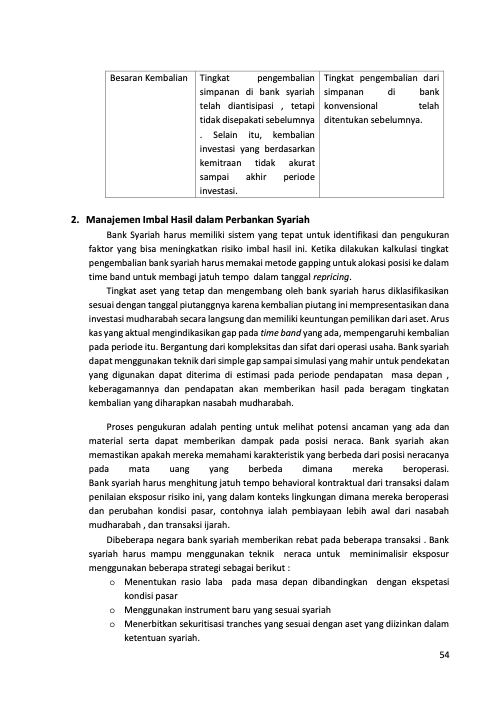 Besaran Kembalian
Tingkat pengembalian
simpanan di bank syariah
telah diantisipasi , tetapi
tidak disepakati sebelumnya
. Selain itu, kembalian
investasi yang berdasarkan
kemitraan tidak akurat
sampai akhir periode
investasi.
Tingkat pengembalian dari
simpanan di bank
konvensional telah
ditentukan sebelumnya.
2. Manajemen Imbal Hasil dalam Perbankan Syariah
Bank Syariah harus memiliki sistem yang tepat untuk identifikasi dan pengukuran
faktor yang bisa meningkatkan risiko imbal hasil ini. Ketika dilakukan kalkulasi tingkat
pengembalian bank syariah harus memakai metode gapping untuk alokasi posisi ke dalam
time band untuk membagi jatuh tempo dalam tanggal repricing.
Tingkat aset yang tetap dan mengembang oleh bank syariah harus diklasifikasikan
sesuai dengan tanggal piutanggnya karena kembalian piutang ini mempresentasikan dana
investasi mudharabah secara langsung dan memiliki keuntungan pemilikan dari aset. Arus
kas yang aktual mengindikasikan gap pada time band yang ada, mempengaruhi kembalian
pada periode itu. Bergantung dari kompleksitas dan sifat dari operasi usaha. Bank syariah
dapat menggunakan teknik dari simple gap sampai simulasi yang mahir untuk pendekatan
yang digunakan dapat diterima di estimasi pada periode pendapatan masa depan ,
keberagamannya dan pendapatan akan memberikan hasil pada beragam tingkatan
kembalian yang diharapkan nasabah mudharabah.
Proses pengukuran adalah penting untuk melihat potensi ancaman yang ada dan
material serta dapat memberikan dampak pada posisi neraca. Bank syariah akan
memastikan apakah mereka memahami karakteristik yang berbeda dari posisi neracanya
pada mata uang yang berbeda dimana mereka beroperasi.
Bank syariah harus menghitung jatuh tempo behavioral kontraktual dari transaksi dalam
penilaian eksposur risiko ini, yang dalam konteks lingkungan dimana mereka beroperasi
dan perubahan kondisi pasar, contohnya ialah pembiayaan lebih awal dari nasabah
mudharabah , dan transaksi ijarah.
Dibeberapa negara bank syariah memberikan rebat pada beberapa transaksi . Bank
syariah harus mampu menggunakan teknik neraca untuk meminimalisir eksposur
menggunakan beberapa strategi sebagai berikut :
o Menentukan rasio laba pada masa depan dibandingkan dengan ekspetasi
kondisi pasar
o Menggunakan instrument baru yang sesuai syariah
o Menerbitkan sekuritisasi tranches yang sesuai dengan aset yang diizinkan dalam
ketentuan syariah.
54